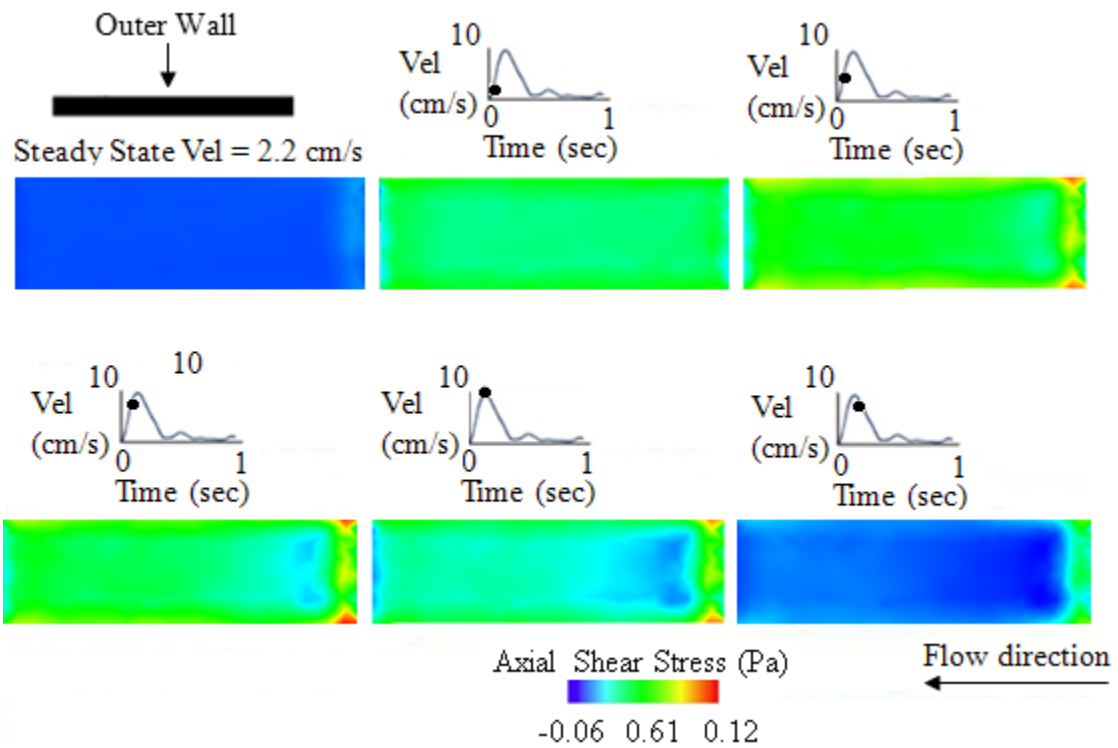 Outer Wall
Steady State Vel = 2.2 cm/s
10
Vel
(cm/s)
0 1
Time (sec)
10
Vel
(cm/s)
0 1
Time (sec)
10 10
Vel
(cm/s)
0 1
Time (sec)
10
Vel
(cm/s)
0 1
Time (sec)
10
Vel
(cm/s)
0 1
Time (sec)
Axial Shear Stress (Pa)
-0.06 0.61 0.12
Flow direction